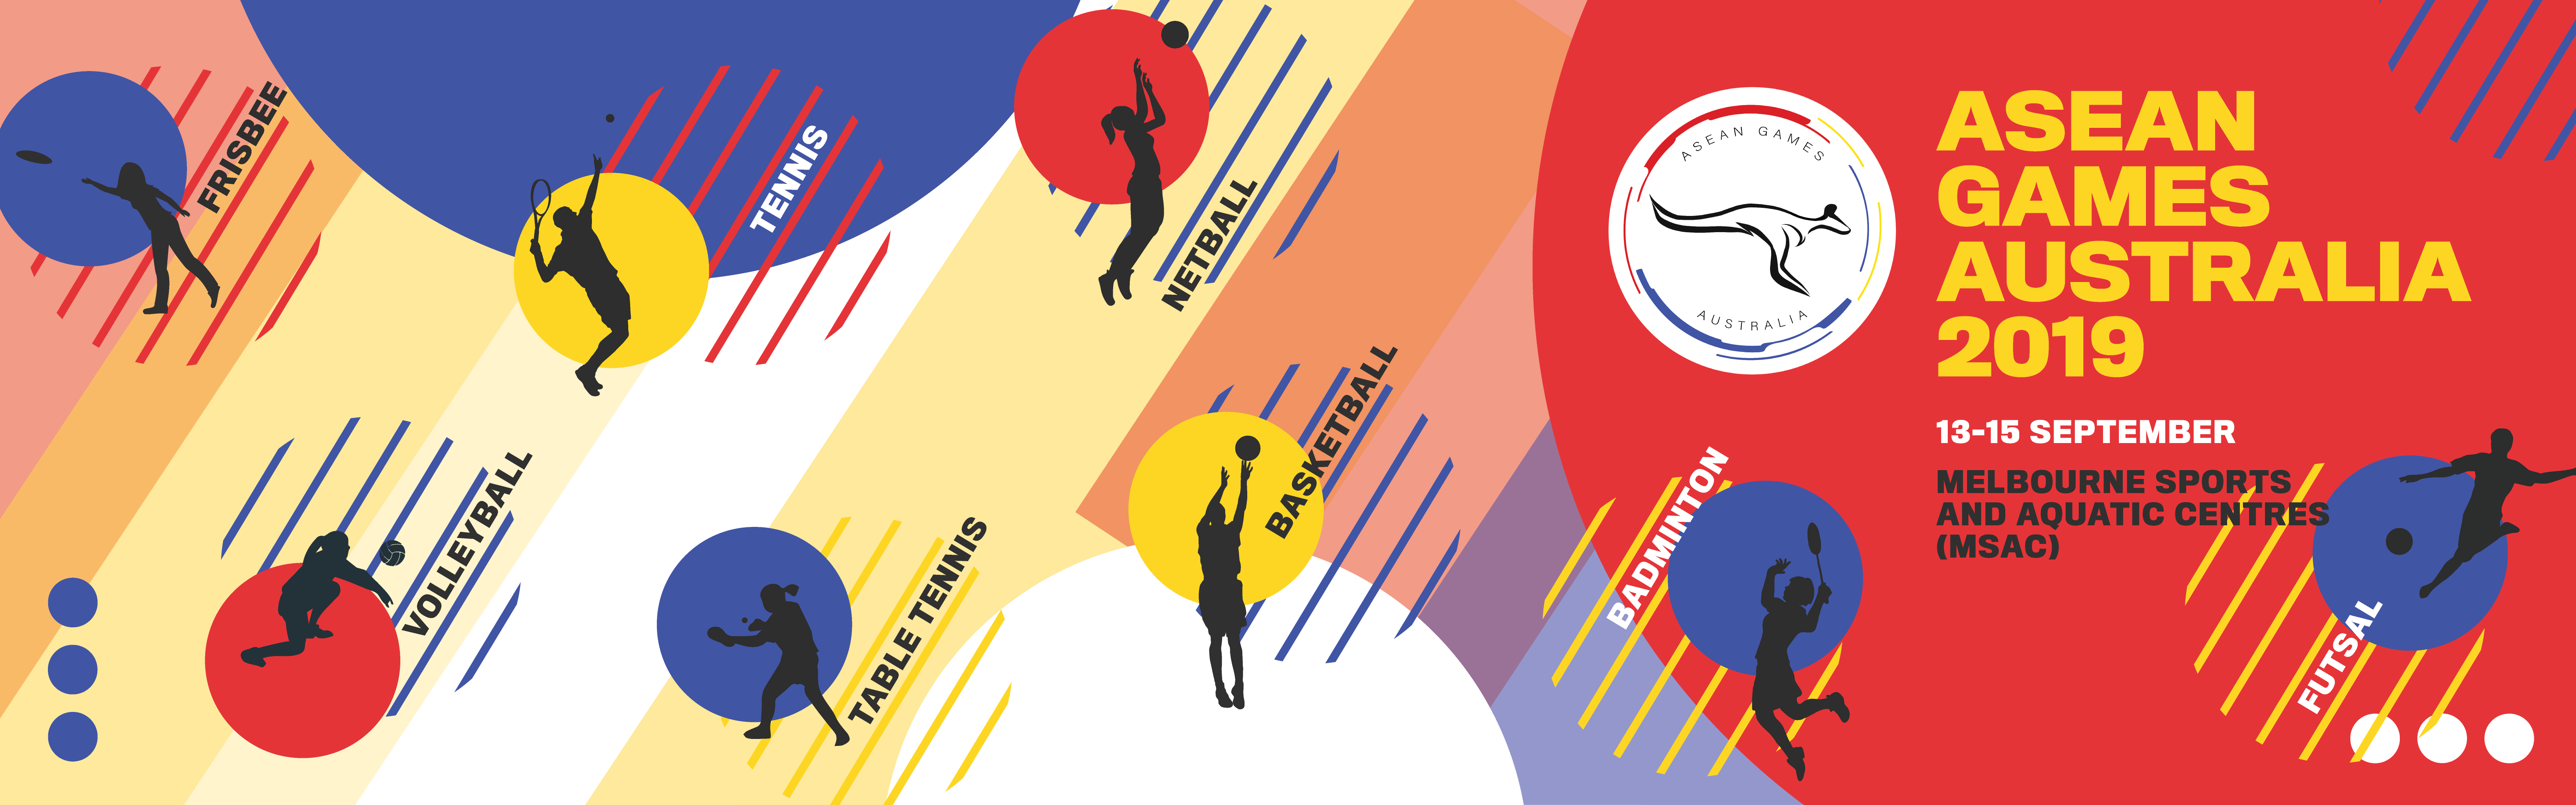 FRISBEE
TENNIS
NETBALL
VOLLEYBALL
TABLE TENNIS
BASKETBALL
BADMINTON
ASEAN GAMES
AUSTRALIA
ASEAN
GAMES
AUSTRALIA
2019
13-15 SEPTEMBER
MELBOURNE SPORTS
AND AQUATIC CENTRES
(MSAC)
FUTSAL